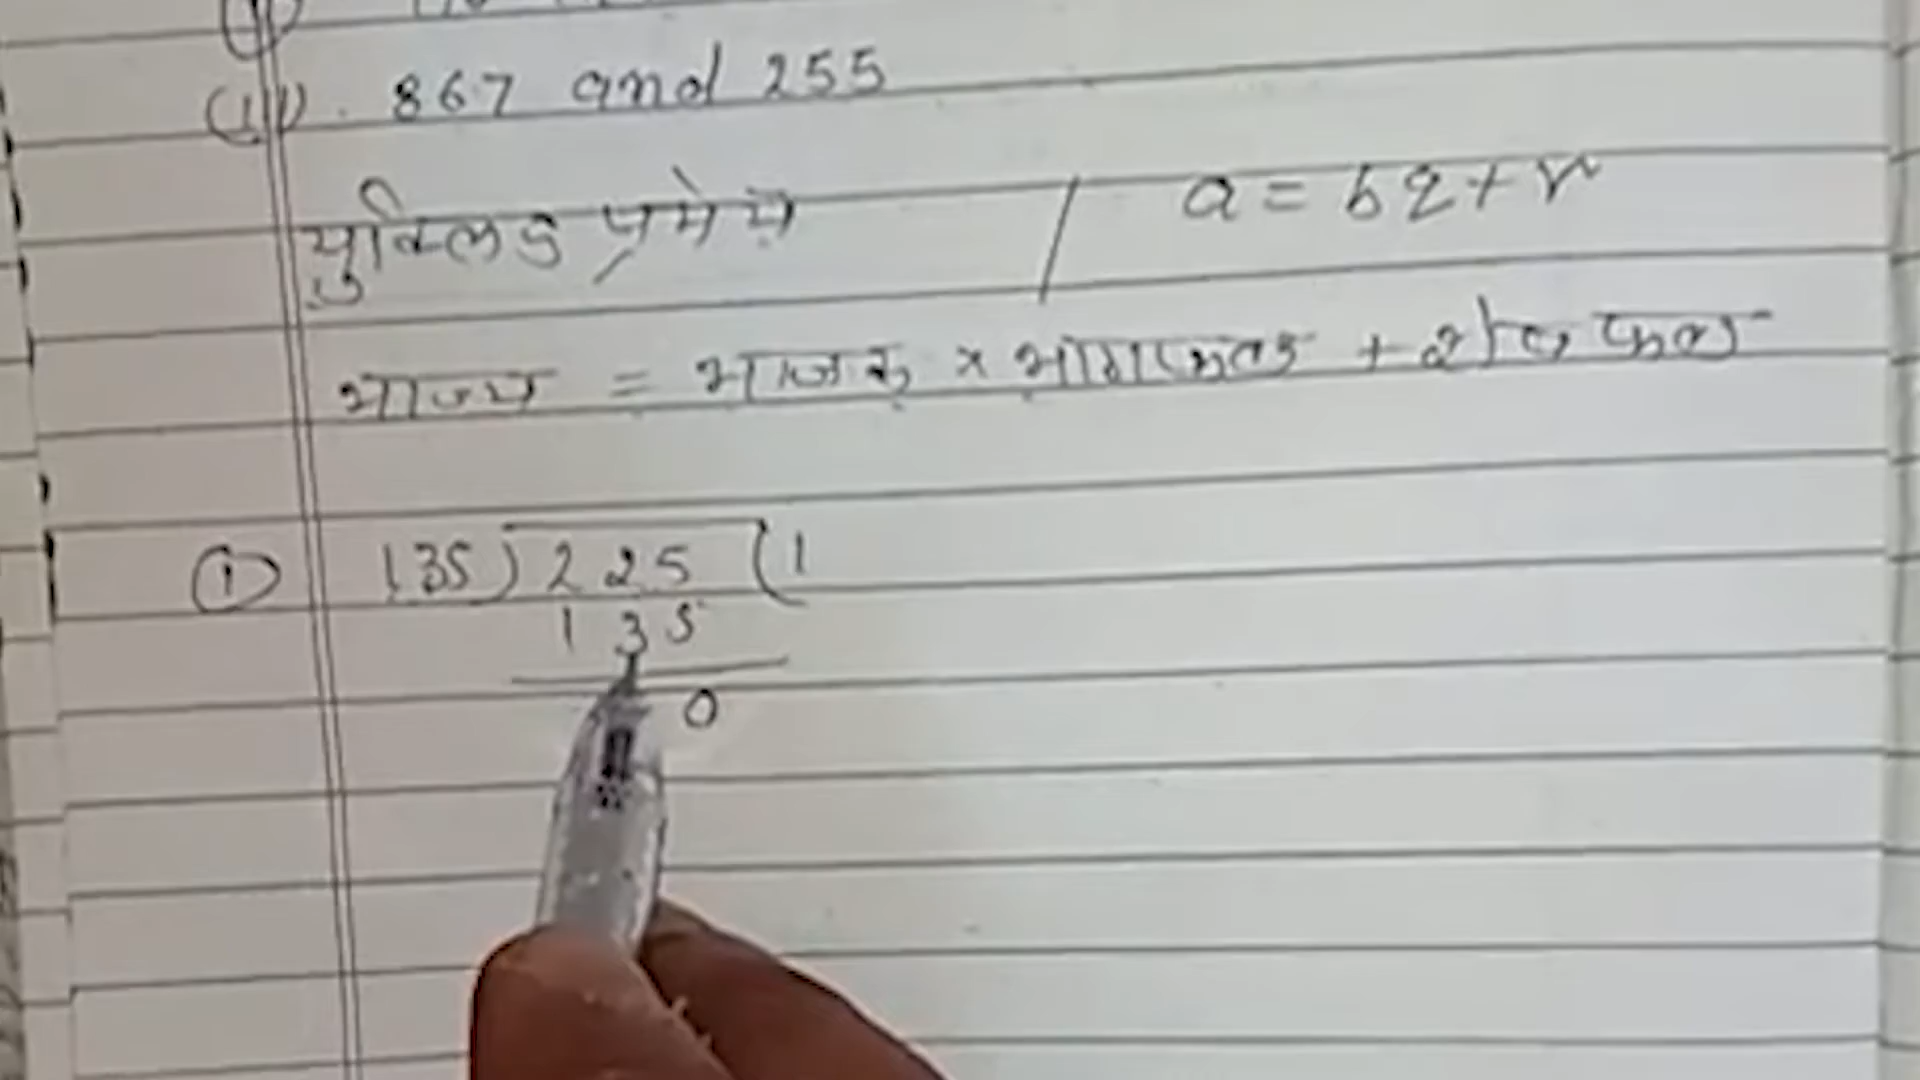 (iii). 867 and 255
युक्लिड प्रमेय / a = bq + r
भाज्य = भाजक × भागफल + शेषफल
① 135) 225 (1
135
0